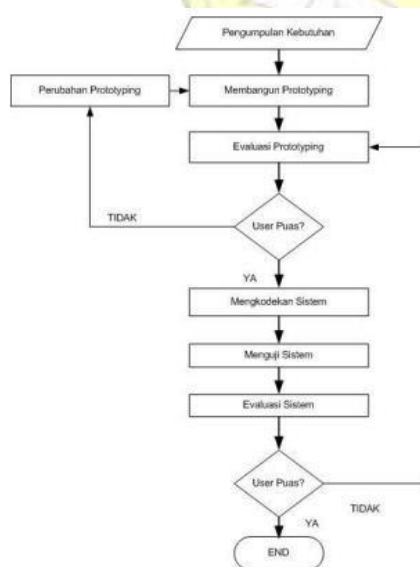 Pengumpulan Kebutuhan
Perubahan Prototyping
Membangun Prototyping
Evaluasi Prototyping
User Puas?
TIDAK
YA
Mengkodekan Sistem
Menguji Sistem
Evaluasi Sistem
User Puas?
TIDAK
YA
END